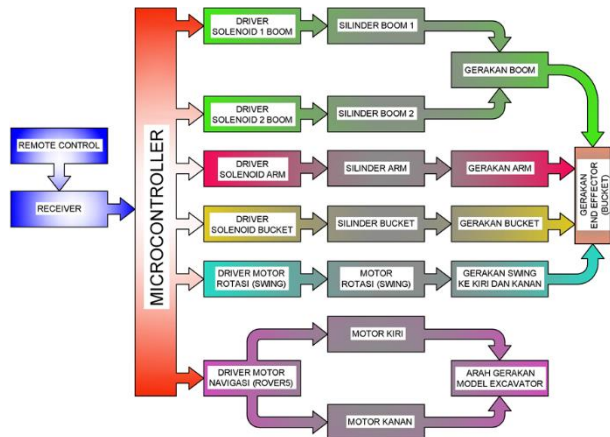 DRIVER
SOLENOID 1 BOOM
SILINDER BOOM 1
GERAKAN BOOM
DRIVER
SOLENOID 2 BOOM
SILINDER BOOM 2
REMOTE CONTROL
RECEIVER
MICROCONTROLLER
DRIVER
SOLENOID ARM
SILINDER ARM
GERAKAN ARM
GERAKAN
END EFFECTOR
(BUCKET)
DRIVER
SOLENOID BUCKET
SILINDER BUCKET
GERAKAN BUCKET
DRIVER MOTOR
ROTASI (SWING)
MOTOR
ROTASI (SWING)
GERAKAN SWING
KE KIRI DAN KANAN
MOTOR KIRI
DRIVER MOTOR
NAVIGASI (ROVER5)
ARAH GERAKAN
MODEL EXCAVATOR
MOTOR KANAN